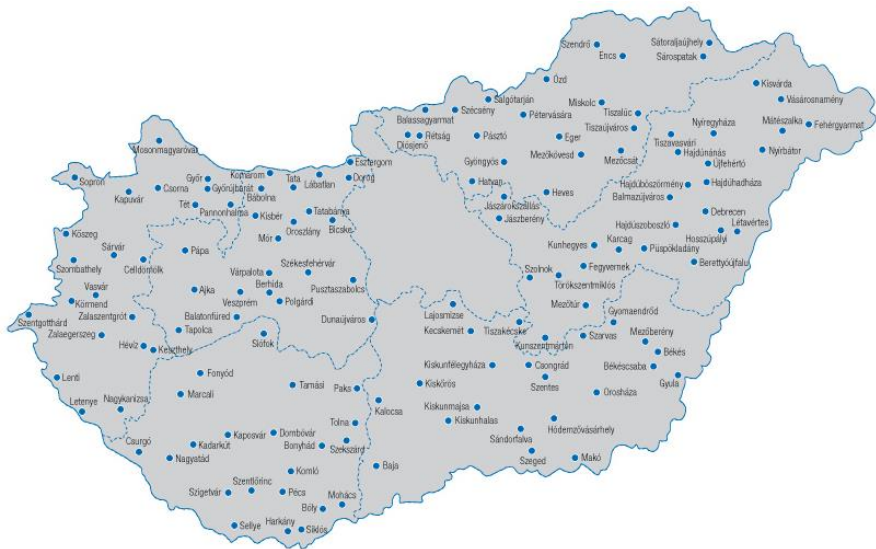 Szendrő
Sátoraljaújhely
Encs
Sárospatak
Ózd
Kisvárda
Salgótarján
Vásárosnamény
Balassagyarmat
Szécsény
Pétervására
Miskolc
Tiszalúc
Mátészalka
Fehérgyarmat
Diósjenő
Rétság
Pásztó
Eger
Tiszaújváros
Nyíregyháza
Tiszavasvári
Mosonmagyaróvár
Gyöngyös
Mezőkövesd
Mezőcsát
Hajdúnánás
Nyírbátor
Esztergom
Újfehértó
Sopron
Győr
Komárom
Tata
Lábatlan
Dorog
Hatvan
Heves
Hajdúböszörmény
Hajdúhadháza
Kapuvár
Csorna
Győrújbárát
Bábolna
Jászárokszállás
Balmazújváros
Tét
Pannonhalma
Kisbér
Tatabánya
Jászberény
Debrecen
Oroszlány
Bicske
Hajdúszoboszló
Létavértes
Kőszeg
Mór
Hosszúpályi
Sárvár
Pápa
Kunhegyes
Karcag
Püspökladány
Szombathely
Celldömölk
Várpalota
Székesfehérvár
Szolnok
Fegyvernek
Berettyóújfalu
Berhida
Pusztaszabolcs
Törökszentmiklós
Vasvár
Ajka
Veszprém
Polgárdi
Körmend
Mezőtúr
Szentgotthárd
Zalaszentgrót
Balatonfüred
Dunaújváros
Lajosmizse
Gyomaendrőd
Zalaegerszeg
Tapolca
Siófok
Kecskemét
Tiszakécske
Kunszentmárton
Szarvas
Mezőberény
Hévíz
Keszthely
Békés
Lenti
Fonyód
Kiskunfélegyháza
Csongrád
Békéscsaba
Marcali
Tamási
Paks
Kiskőrös
Szentes
Gyula
Letenye
Nagykanizsa
Kalocsa
Kiskunmajsa
Orosháza
Tolna
Kiskunhalas
Hódemzővásárhely
Csurgó
Kadarkút
Kaposvár
Dombóvár
Bonyhád
Szekszárd
Sándorfalva
Nagyatád
Komló
Baja
Szeged
Makó
Szigetvár
Szentlőrinc
Pécs
Mohács
Bóly
Sellye
Harkány
Siklós